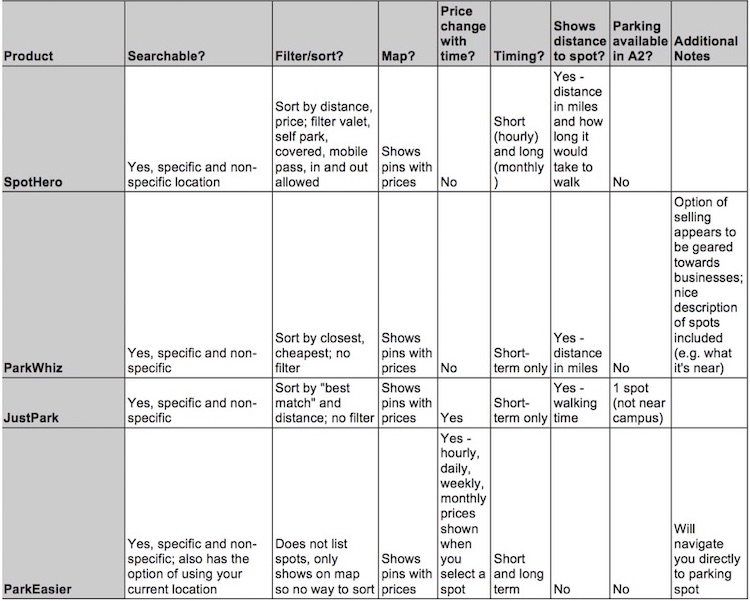 Product
Searchable?
Filter/sort?
Map?
Price
change
with
time?
Timing?
Shows
distance
to spot?
Parking
available
in A2?
Additional
Notes
SpotHero
Yes, specific and non-
specific location
Sort by distance,
price; filter valet,
self park,
covered, mobile
pass, in and out
allowed
Shows
pins with
prices
No
Short
(hourly)
and long
(monthly
)
Yes -
distance
in miles
and how
long it
would
take to
walk
No
ParkWhiz
Yes, specific and non-
specific
Sort by closest,
cheapest; no
filter
Shows
pins with
prices
No
Short-
term only
Yes -
distance
in miles
No
Option of
selling
appears to
be geared
towards
businesses;
nice
description
of spots
included
(e.g. what
it's near)
JustPark
Yes, specific and non-
specific
Sort by "best
match" and
distance; no filter
Shows
pins with
prices
Yes
Short-
term only
Yes -
walking
time
1 spot
(not near
campus)
ParkEasier
Yes, specific and non-
specific; also has the
option of using your
current location
Does not list
spots, only
shows on map
so no way to sort
Shows
pins with
prices
Yes -
hourly,
daily,
weekly,
monthly
prices
shown
when
you
select a
spot
Short
and long
term
No
No
Will
navigate
you directly
to parking
spot